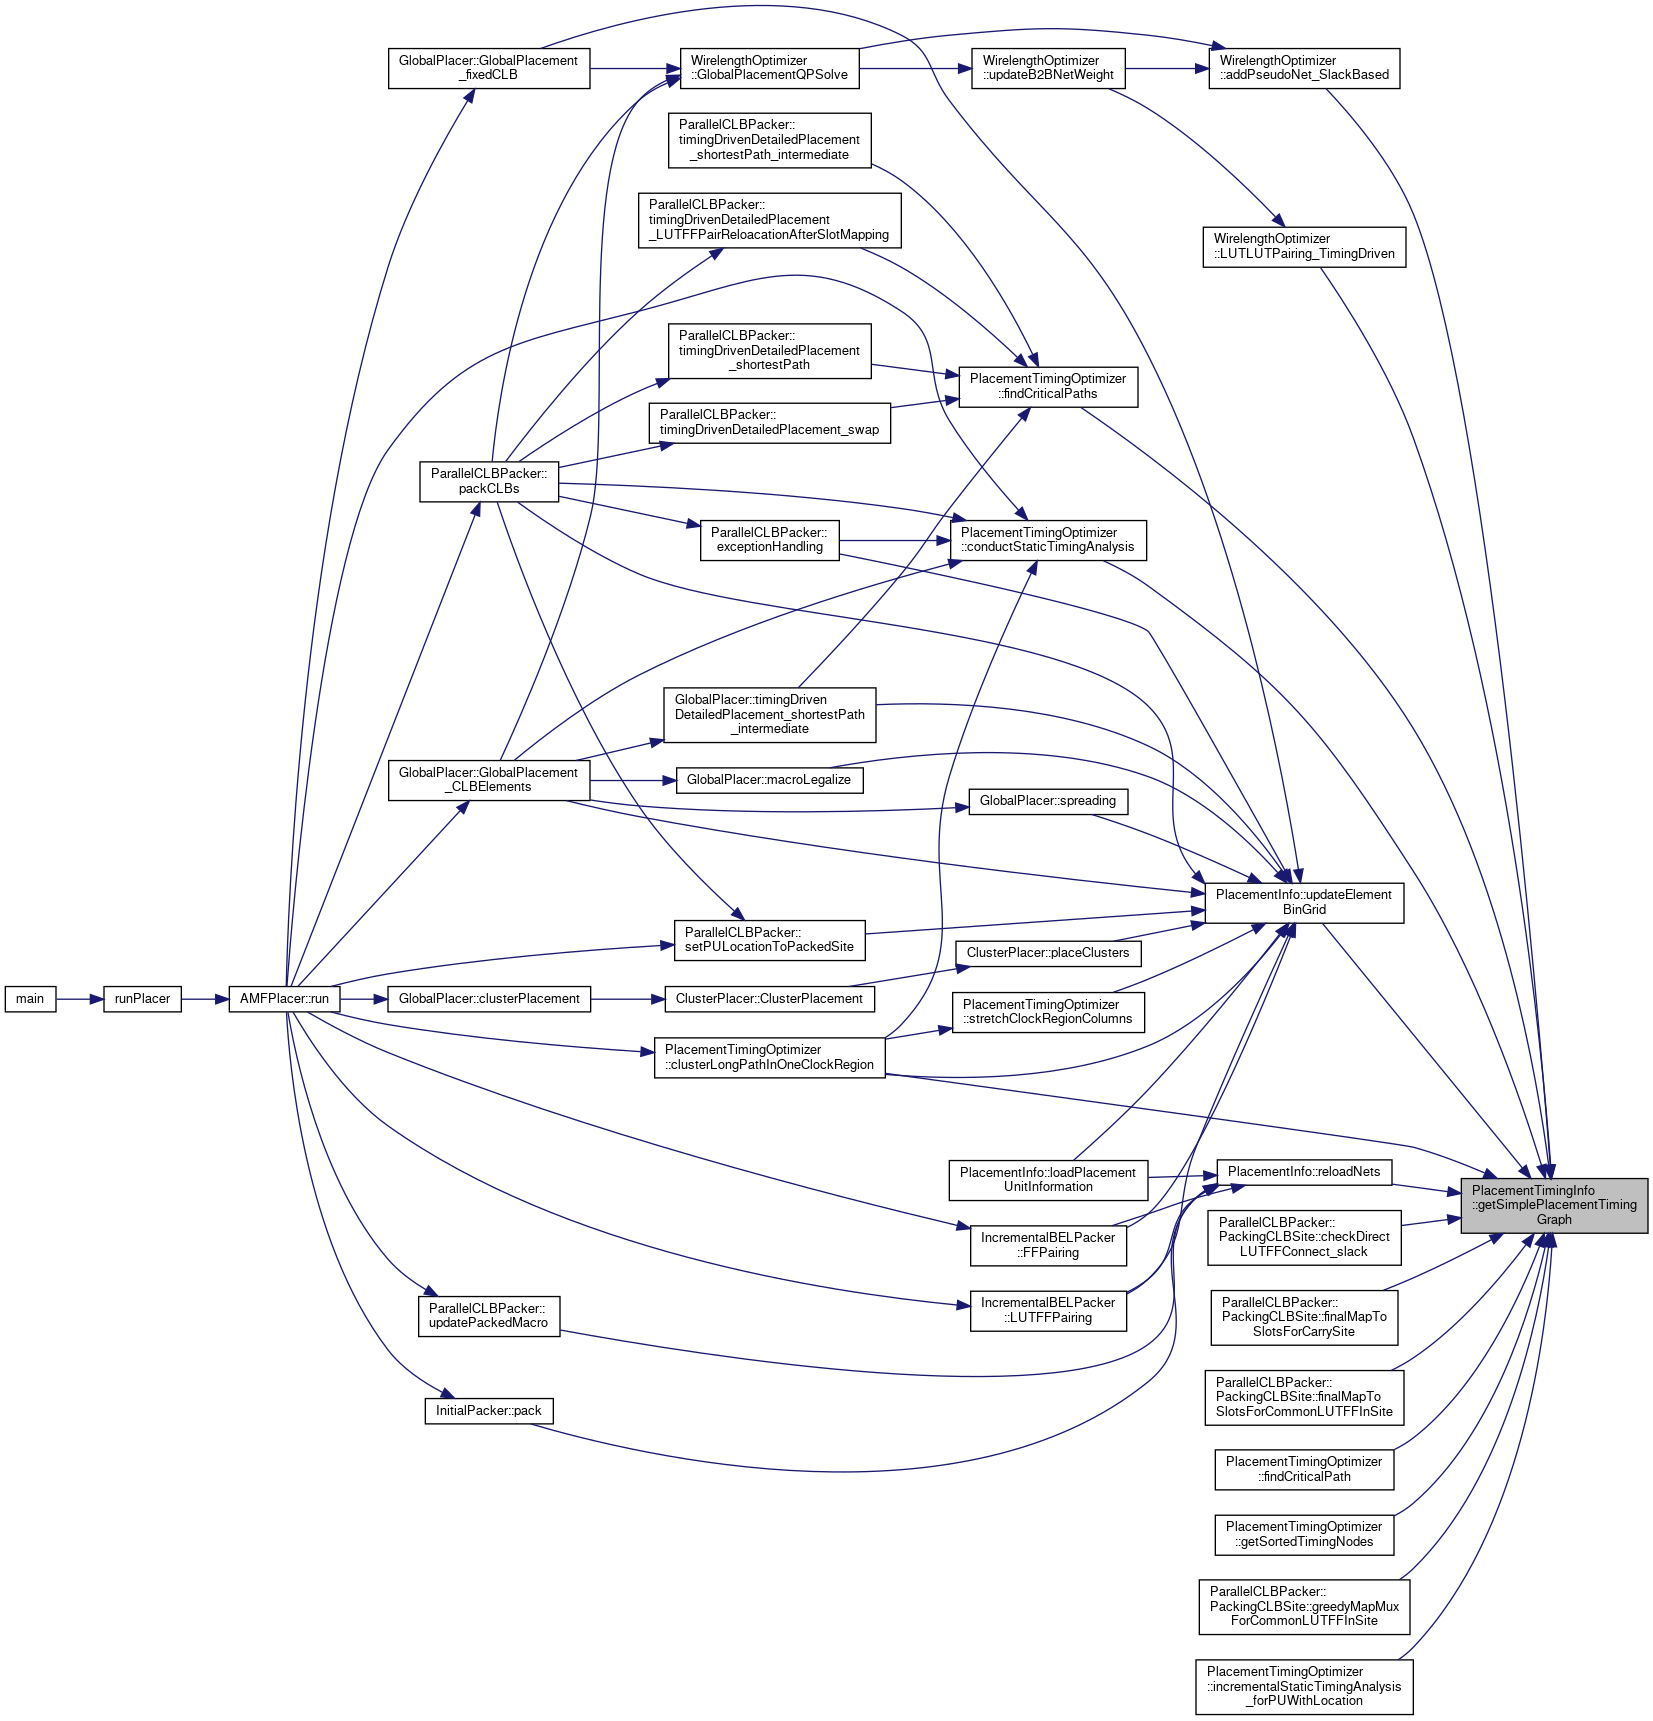 GlobalPlacer::GlobalPlacement
_fixedCLB
WirelengthOptimizer
::GlobalPlacementQPSolve
WirelengthOptimizer
::updateB2BNetWeight
WirelengthOptimizer
::addPseudoNet_SlackBased
ParallelCLBPacker::
timingDrivenDetailedPlacement
_shortestPath_intermediate
ParallelCLBPacker::
timingDrivenDetailedPlacement
_LUTFFPairReloacationAfterSlotMapping
WirelengthOptimizer
::LUTLUTPairing_TimingDriven
ParallelCLBPacker::
timingDrivenDetailedPlacement
_shortestPath
PlacementTimingOptimizer
::findCriticalPaths
ParallelCLBPacker::
timingDrivenDetailedPlacement_swap
ParallelCLBPacker::
packCLBs
ParallelCLBPacker::
exceptionHandling
PlacementTimingOptimizer
::conductStaticTimingAnalysis
GlobalPlacer::timingDriven
DetailedPlacement_shortestPath
_intermediate
GlobalPlacer::GlobalPlacement
_CLBElements
GlobalPlacer::macroLegalize
GlobalPlacer::spreading
PlacementInfo::updateElement
BinGrid
ParallelCLBPacker::
setPULocationToPackedSite
ClusterPlacer::placeClusters
main
runPlacer
AMFPlacer::run
GlobalPlacer::clusterPlacement
ClusterPlacer::ClusterPlacement
PlacementTimingOptimizer
::stretchClockRegionColumns
PlacementTimingOptimizer
::clusterLongPathInOneClockRegion
PlacementInfo::loadPlacement
UnitInformation
PlacementInfo::reloadNets
PlacementTimingInfo
::getSimplePlacementTiming
Graph
ParallelCLBPacker::
PackingCLBSite::checkDirect
LUTFFConnect_slack
IncrementalBELPacker
::FFPairing
IncrementalBELPacker
::LUTFFPairing
ParallelCLBPacker::
updatePackedMacro
ParallelCLBPacker::
PackingCLBSite::finalMapTo
SlotsForCarrySite
ParallelCLBPacker::
PackingCLBSite::finalMapTo
SlotsForCommonLUTFFInSite
InitialPacker::pack
PlacementTimingOptimizer
::findCriticalPath
PlacementTimingOptimizer
::getSortedTimingNodes
ParallelCLBPacker::
PackingCLBSite::greedyMapMux
ForCommonLUTFFInSite
PlacementTimingOptimizer
::incrementalStaticTimingAnalysis
_forPUWithLocation